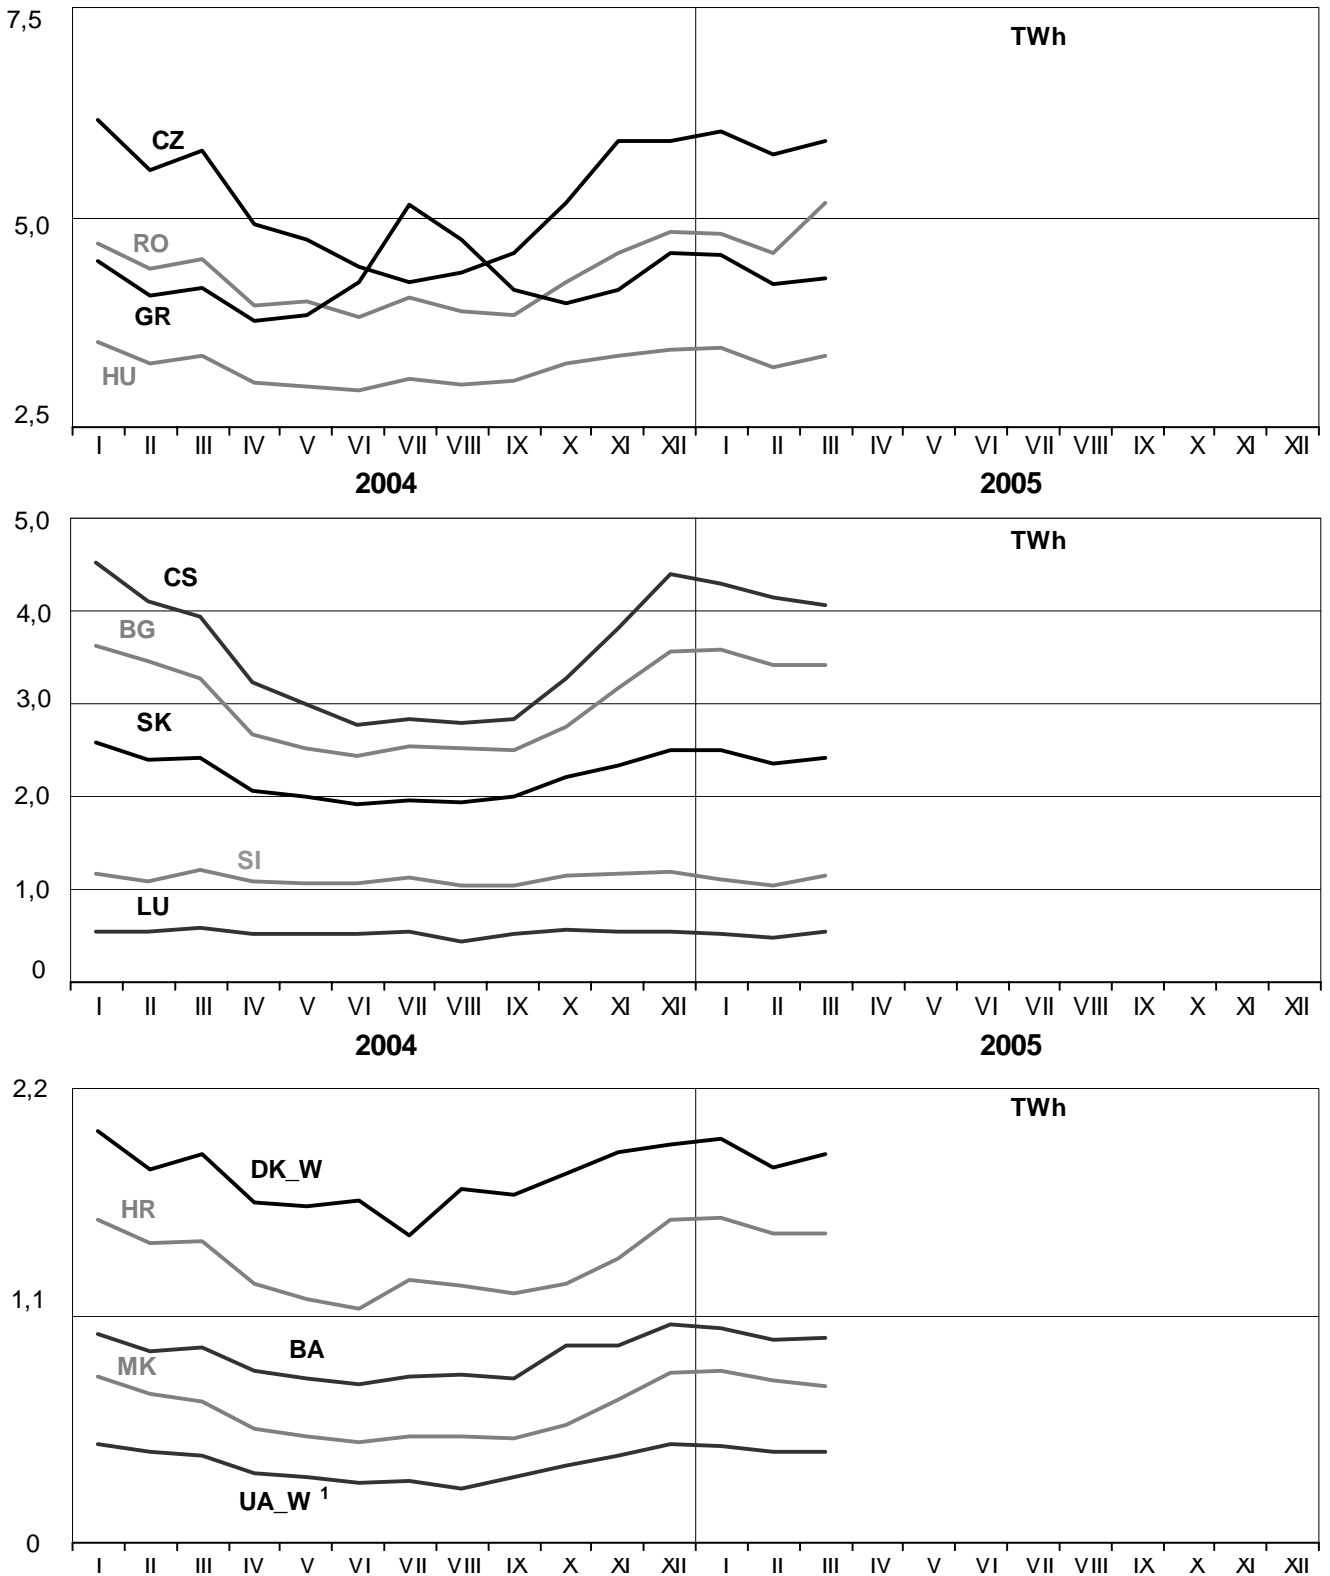 7,5
TWh
CZ
5,0
RO
GR
HU
2,5
I II III IV V VI VII VIII IX X XI XII I II III IV V VI VII VIII IX X XI XII
2004 2005
5,0
TWh
CS
4,0
BG
3,0
SK
2,0
SI
1,0
LU
0
I II III IV V VI VII VIII IX X XI XII I II III IV V VI VII VIII IX X XI XII
2004 2005
2,2
TWh
DK_W
HR
1,1
BA
MK
UA_W ¹
0
I II III IV V VI VII VIII IX X XI XII I II III IV V VI VII VIII IX X XI XII